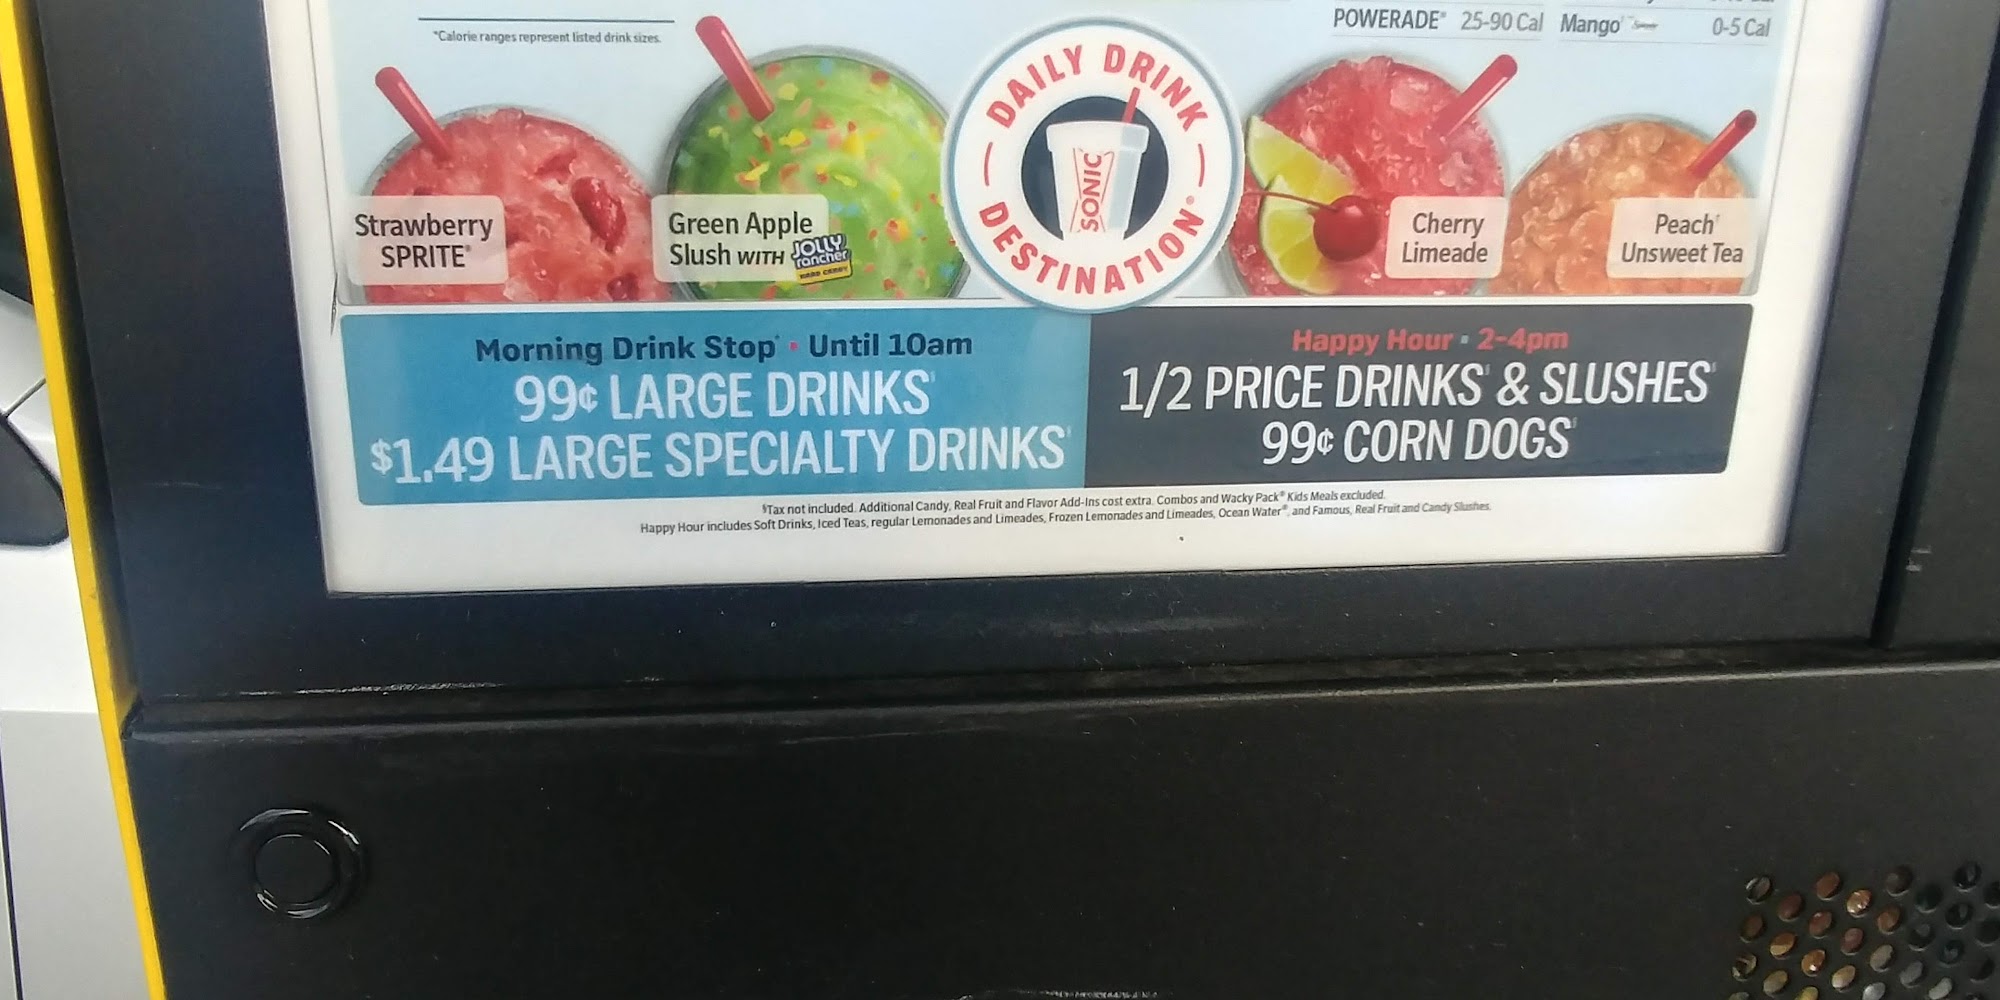 *Calorie ranges represent listed drink sizes.
POWERADE® 25-90 Cal
Mango 0-5 Cal
Strawberry
SPRITE®
Green Apple
Slush WITH JOLLY
rancher
HARD CANDY
DAILY DRINK
DESTINATION®
SONIC
Cherry
Limeade
Peach
Unsweet Tea
Morning Drink Stop • Until 10am
99¢ LARGE DRINKS
$1.49 LARGE SPECIALTY DRINKS
Happy Hour • 2-4pm
1/2 PRICE DRINKS & SLUSHES
99¢ CORN DOGS
§Tax not included. Additional Candy, Real Fruit and Flavor Add-Ins cost extra. Combos and Wacky Pack® Kids Meals excluded.
Happy Hour includes Soft Drinks, Iced Teas, regular Lemonades and Limeades, Frozen Lemonades and Limeades, Ocean Water®, and Famous, Real Fruit and Candy Slushes.